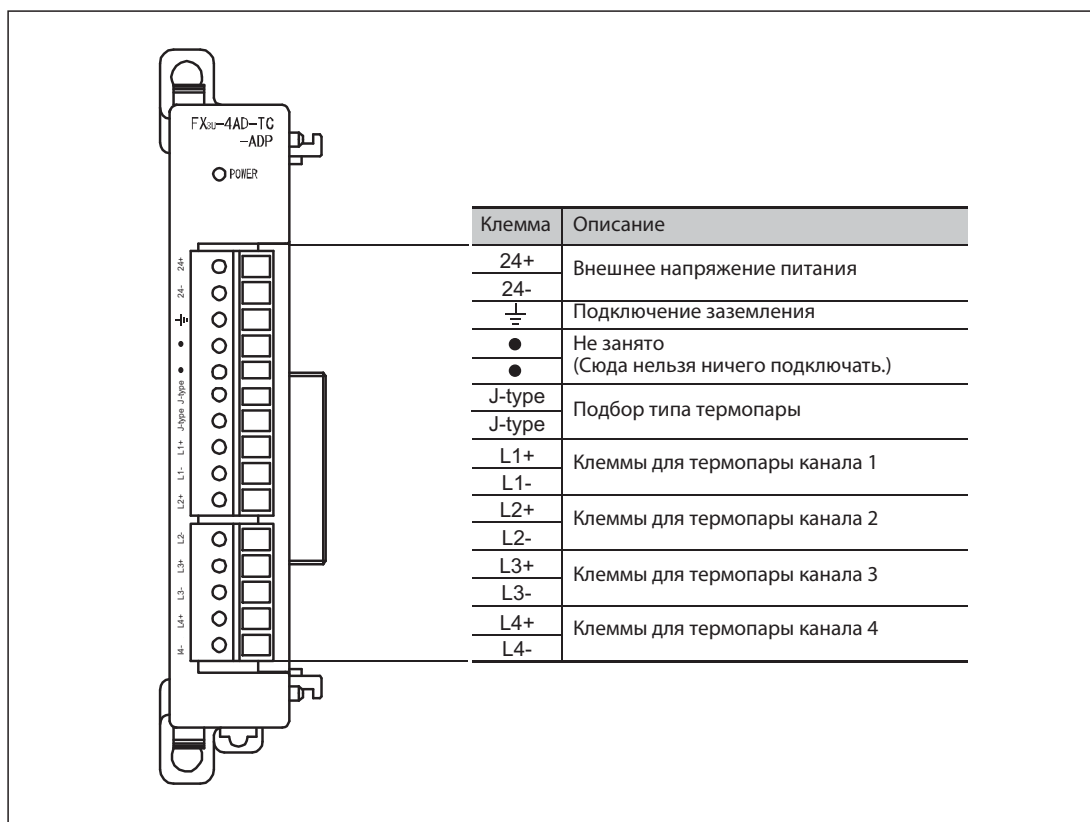 FX3U-4AD-TC
-ADP
POWER
24+
24-
⏚
●
●
J-type
J-type
L1+
L1-
L2+
L2-
L3+
L3-
L4+
I4-
Клемма Описание
24+
24-
Внешнее напряжение питания
⏚ Подключение заземления
●
●
Не занято
(Сюда нельзя ничего подключать.)
J-type
J-type
Подбор типа термопары
L1+
L1-
Клеммы для термопары канала 1
L2+
L2-
Клеммы для термопары канала 2
L3+
L3-
Клеммы для термопары канала 3
L4+
L4-
Клеммы для термопары канала 4